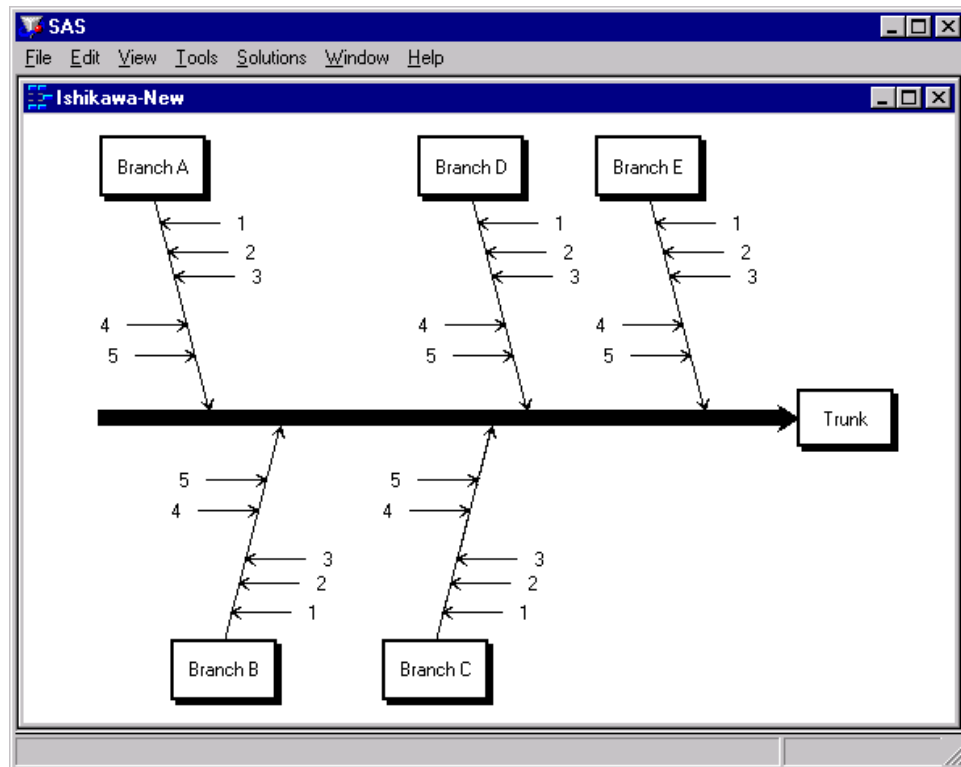 SAS
File Edit View Tools Solutions Window Help
Ishikawa-New
Branch A Branch D Branch E
1 1 1
2 2 2
3 3 3
4 4 4
5 5 5
Trunk
5 5
4 4
3 3
2 2
1 1
Branch B Branch C